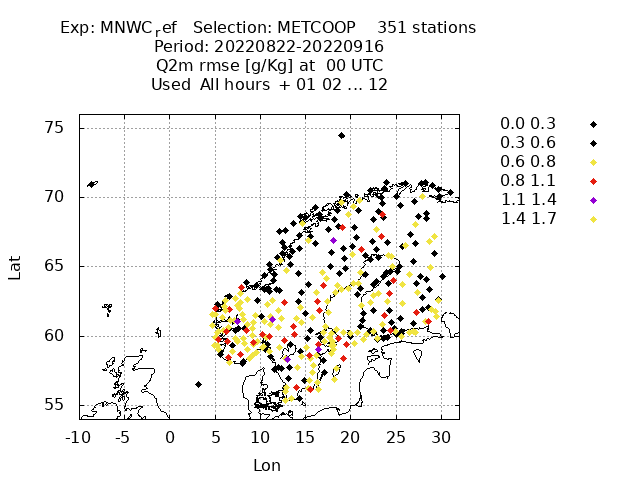 Exp: MNWCref   Selection: METCOOP    351 stations
Period: 20220822-20220916
Q2m rmse [g/Kg] at  00 UTC
Used  All hours  + 01 02 ... 12
75
70
65
60
55
-10 -5 0 5 10 15 20 25 30
Lat
Lon
0.0 0.3
0.3 0.6
0.6 0.8
0.8 1.1
1.1 1.4
1.4 1.7